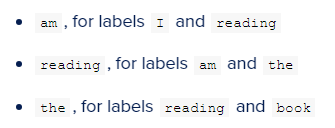 • am , for labels I and reading
• reading , for labels am and the
• the , for labels reading and book